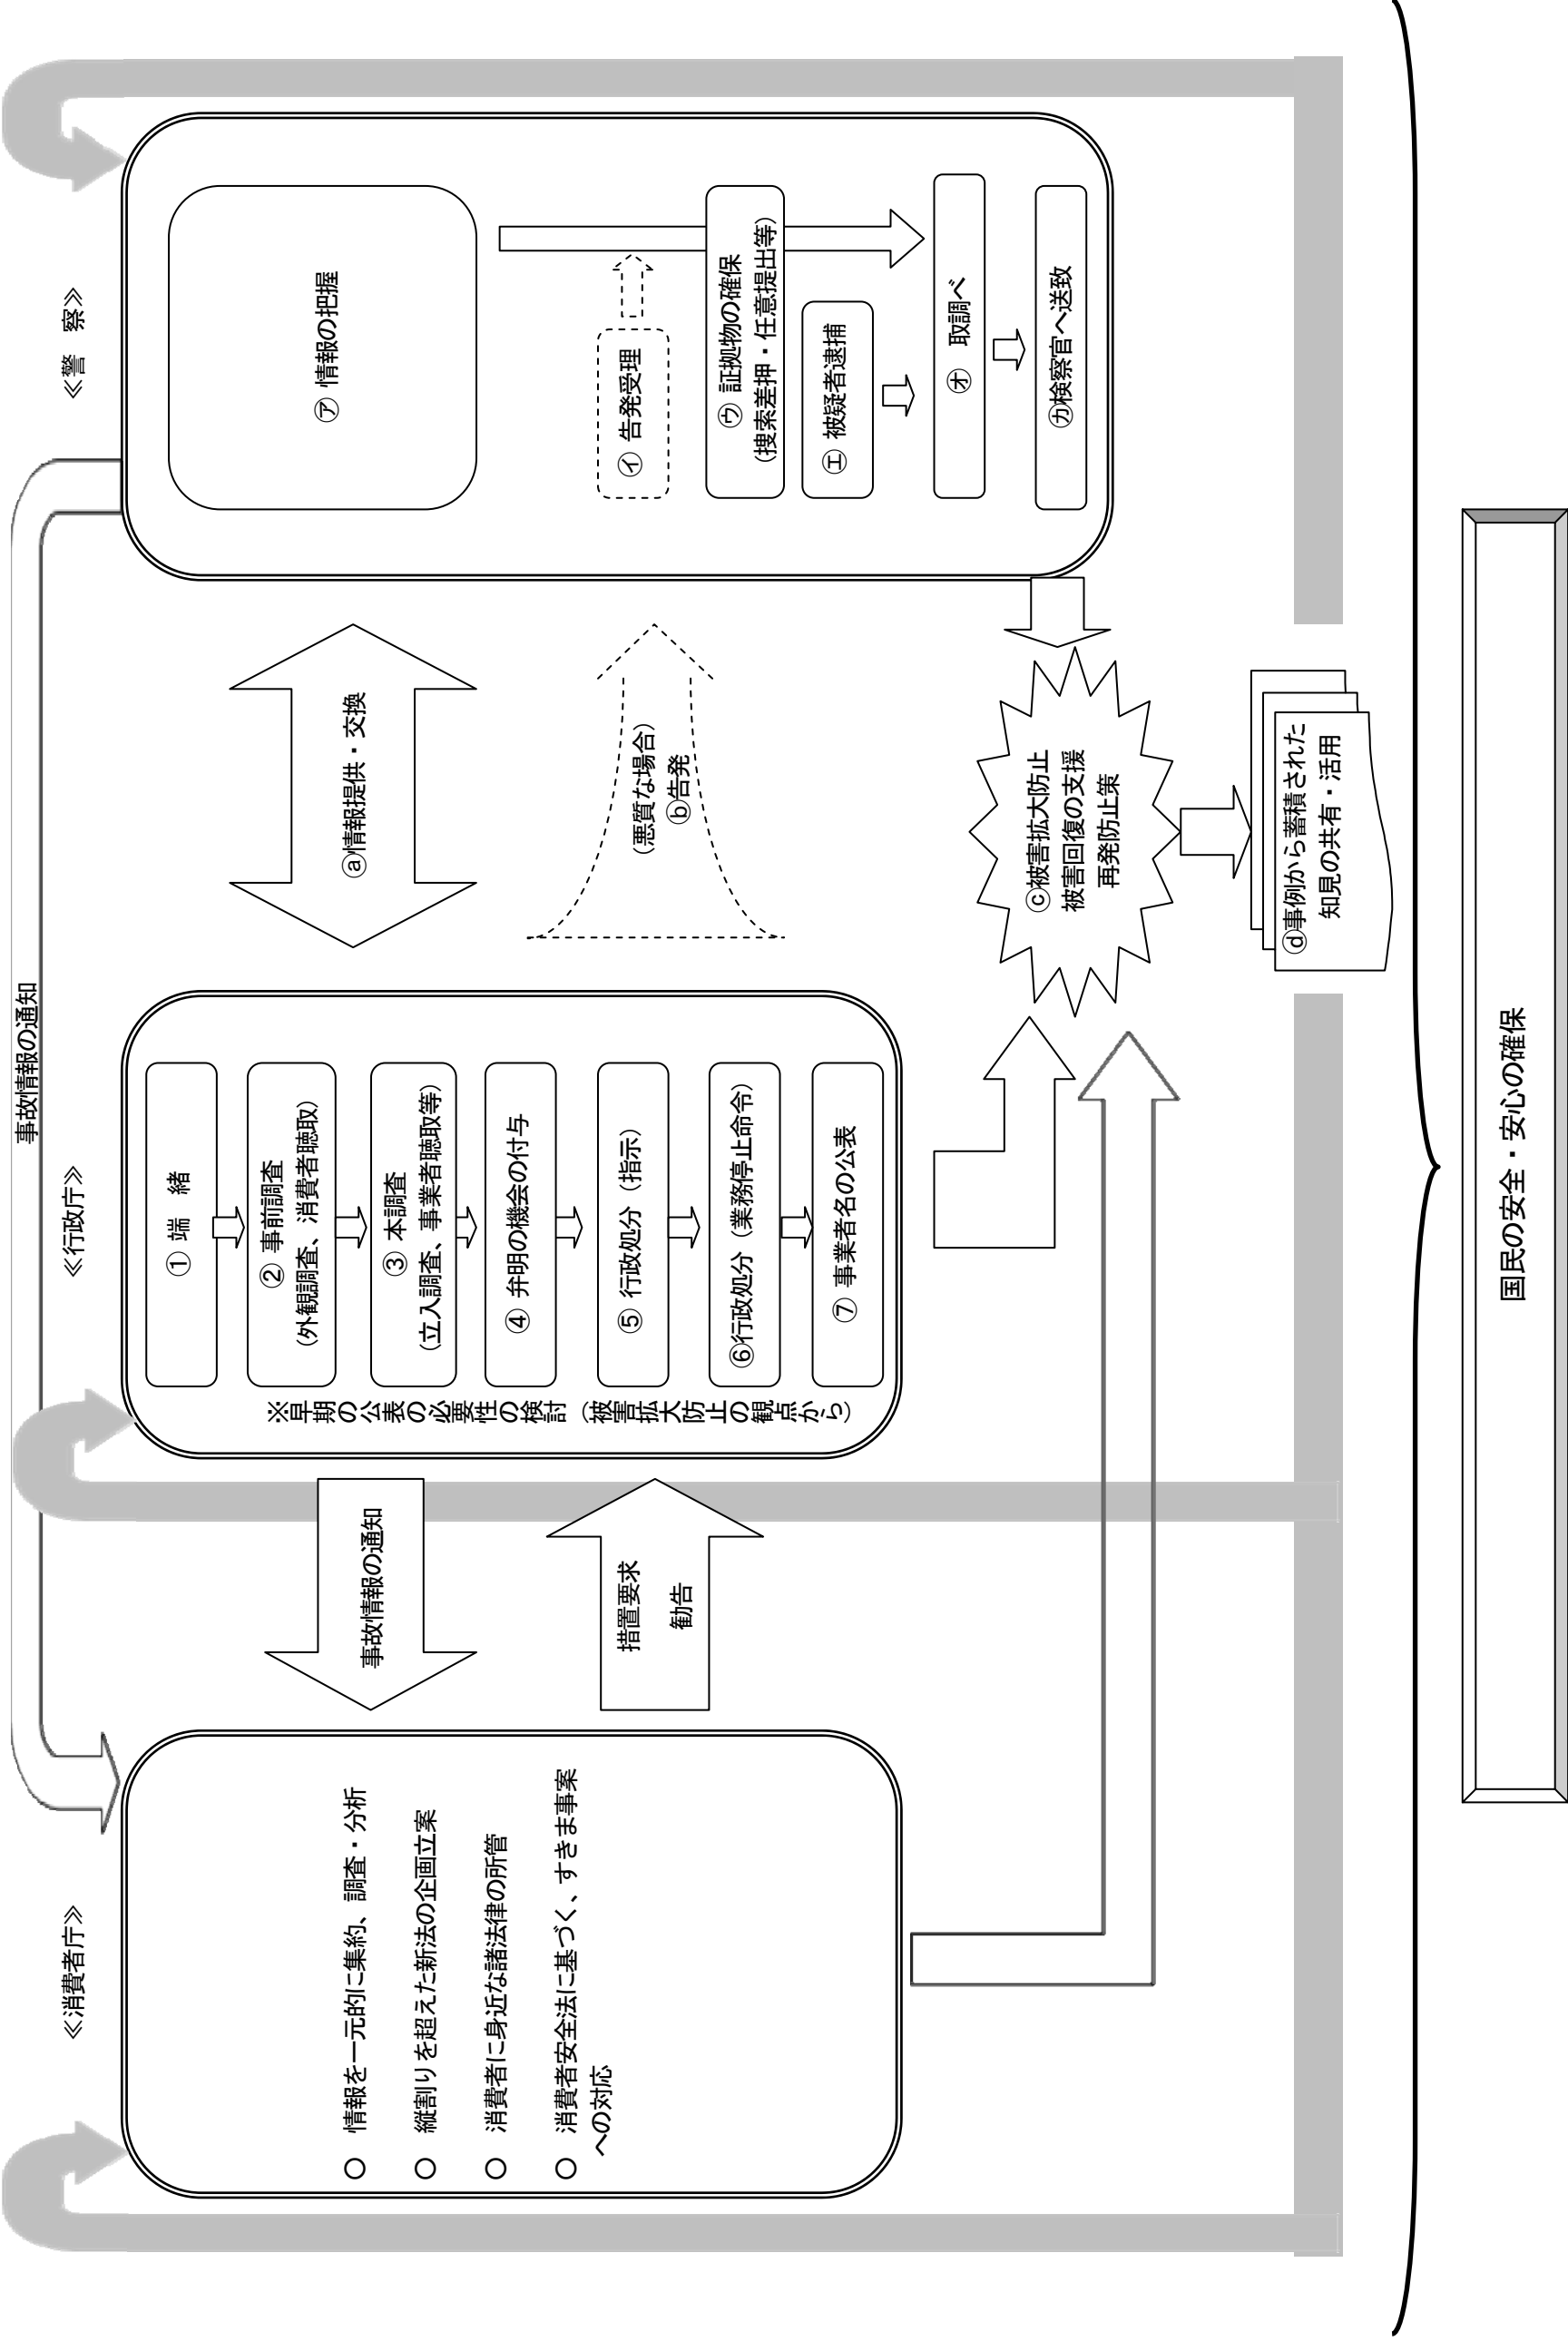 事故情報の通知
≪消費者庁≫
○ 情報を一元的に集約、調査・分析
○ 縦割りを超えた新法の企画立案
○ 消費者に身近な諸法律の所管
○ 消費者安全法に基づく、すきま事案
への対応
事故情報の通知
措置要求
勧告
≪行政庁≫
① 端 緒
② 事前調査
(外観調査、消費者聴取)
③ 本調査
(立入調査、事業者聴取等)
④ 弁明の機会の付与
⑤ 行政処分(指示)
⑥行政処分(業務停止命令)
⑦ 事業者名の公表
※早期の公表の必要性の検討(被害拡大防止の観点から)
ⓐ情報提供・交換
(悪質な場合)
ⓑ告発
≪警 察≫
㋐ 情報の把握
㋑ 告発受理
㋒ 証拠物の確保
(捜索差押・任意提出等)
㋓ 被疑者逮捕
㋔ 取調べ
㋕検察官へ送致
ⓒ被害拡大防止
被害回復の支援
再発防止策
ⓓ事例から蓄積された
知見の共有・活用
国民の安全・安心の確保